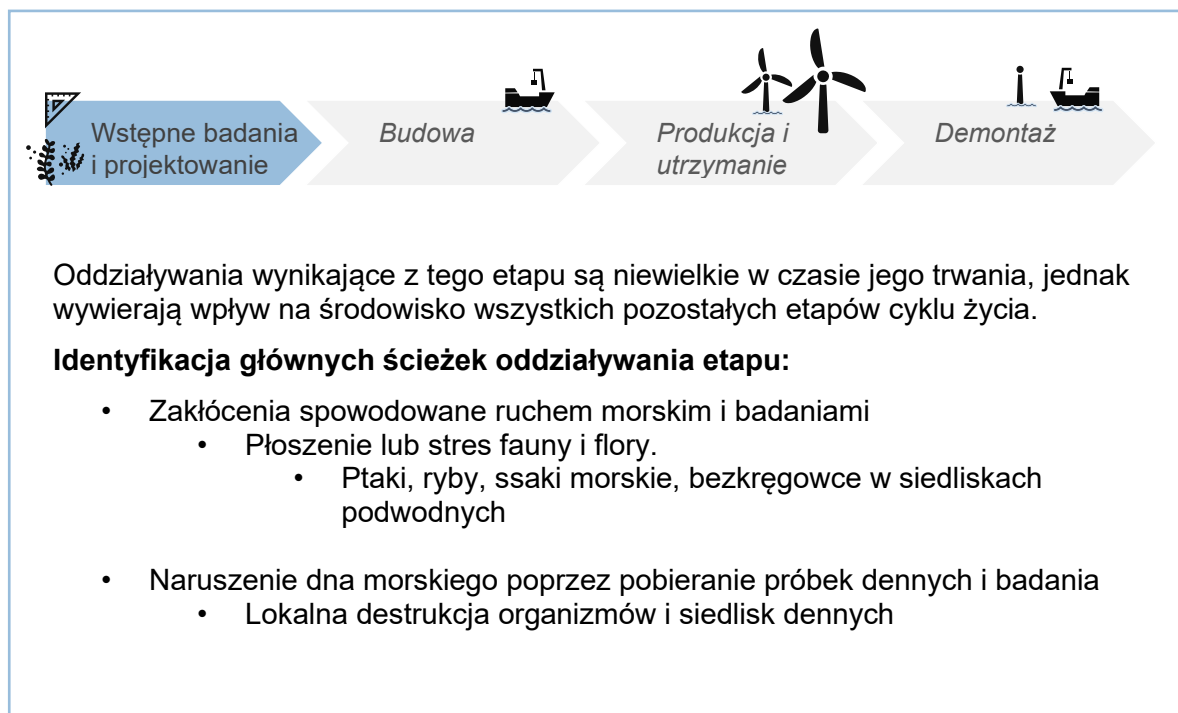 Wstępne badania
i projektowanie
Budowa
Produkcja i
utrzymanie
Demontaż
Oddziaływania wynikające z tego etapu są niewielkie w czasie jego trwania, jednak
wywierają wpływ na środowisko wszystkich pozostałych etapów cyklu życia.
Identyfikacja głównych ścieżek oddziaływania etapu:
• Zakłócenia spowodowane ruchem morskim i badaniami
• Płoszenie lub stres fauny i flory.
• Ptaki, ryby, ssaki morskie, bezkręgowce w siedliskach
podwodnych
• Naruszenie dna morskiego poprzez pobieranie próbek dennych i badania
• Lokalna destrukcja organizmów i siedlisk dennych